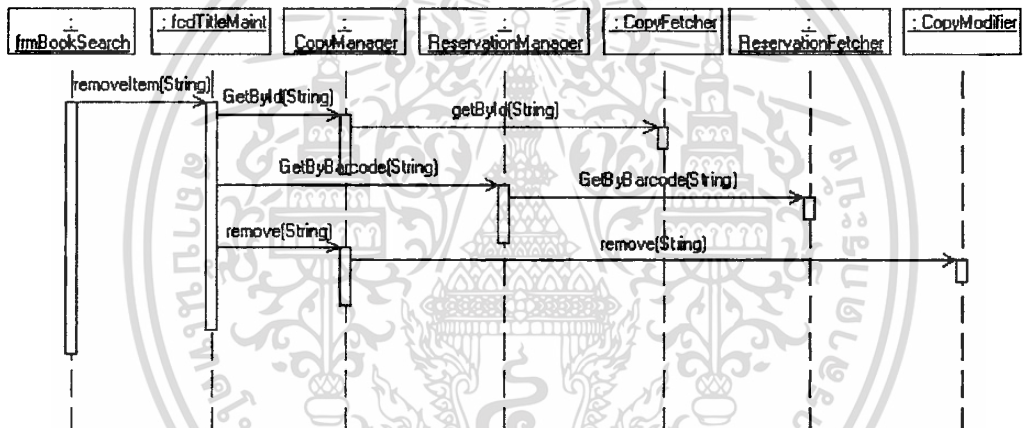 :
frmBookSearch
: fcdTitleMaint
:
CopyManager
:
ReservationManager
: CopyFetcher
:
ReservationFetcher
: CopyModifier
removeItem(String)
GetById(String)
getById(String)
GetByBarcode(String)
GetByBarcode(String)
remove(String)
remove(String)